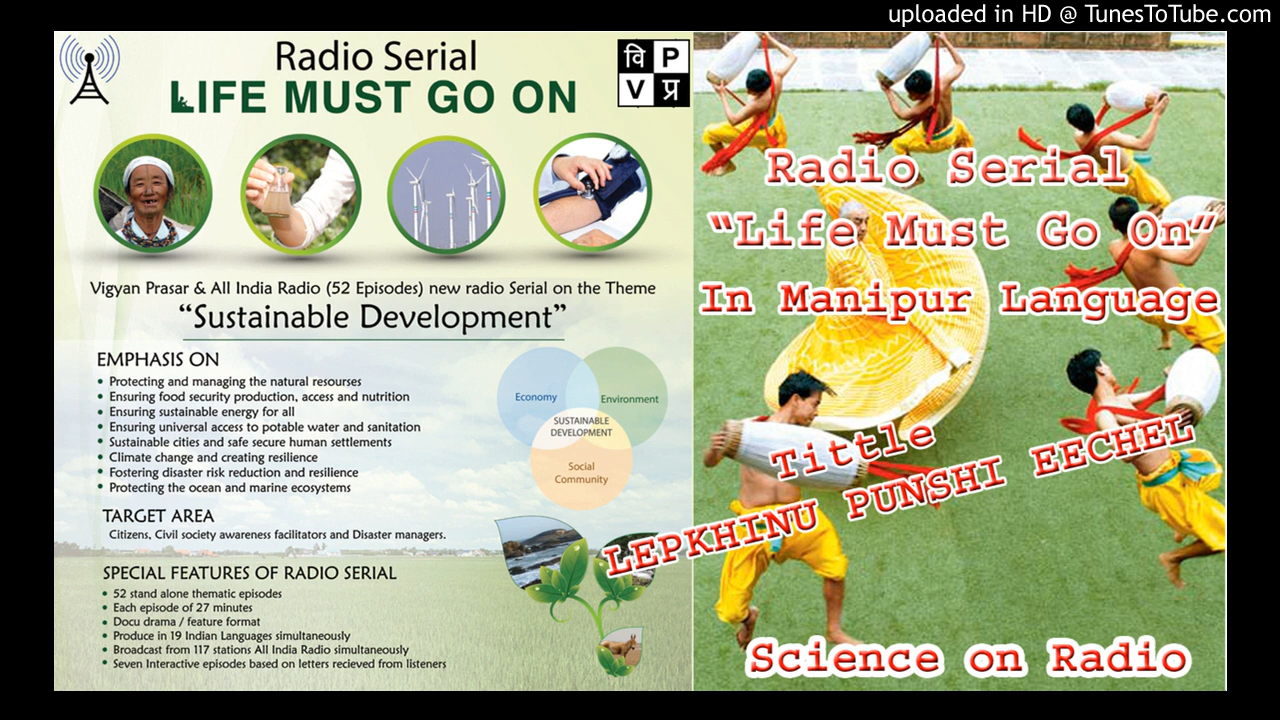 uploaded in HD @ TunesToTube.com
Radio Serial
LIFE MUST GO ON
वि P
V प्र
Vigyan Prasar & All India Radio (52 Episodes) new radio Serial on the Theme
“Sustainable Development”
EMPHASIS ON
• Protecting and managing the natural resourses
• Ensuring food security production, access and nutrition
• Ensuring sustainable energy for all
• Ensuring universal access to potable water and sanitation
• Sustainable cities and safe secure human settlements
• Climate change and creating resilience
• Fostering disaster risk reduction and resilience
• Protecting the ocean and marine ecosystems
Economy
Environment
SUSTAINABLE
DEVELOPMENT
Social
Community
TARGET AREA
Citizens, Civil society awareness facilitators and Disaster managers.
SPECIAL FEATURES OF RADIO SERIAL
• 52 stand alone thematic episodes
• Each episode of 27 minutes
• Docu drama / feature format
• Produce in 19 Indian Languages simultaneously
• Broadcast from 117 stations All India Radio simultaneously
• Seven Interactive episodes based on letters recieved from listeners
Radio Serial
“Life Must Go On”
In Manipur Language
Tittle
LEPKHINU PUNSHI EECHEL
Science on Radio